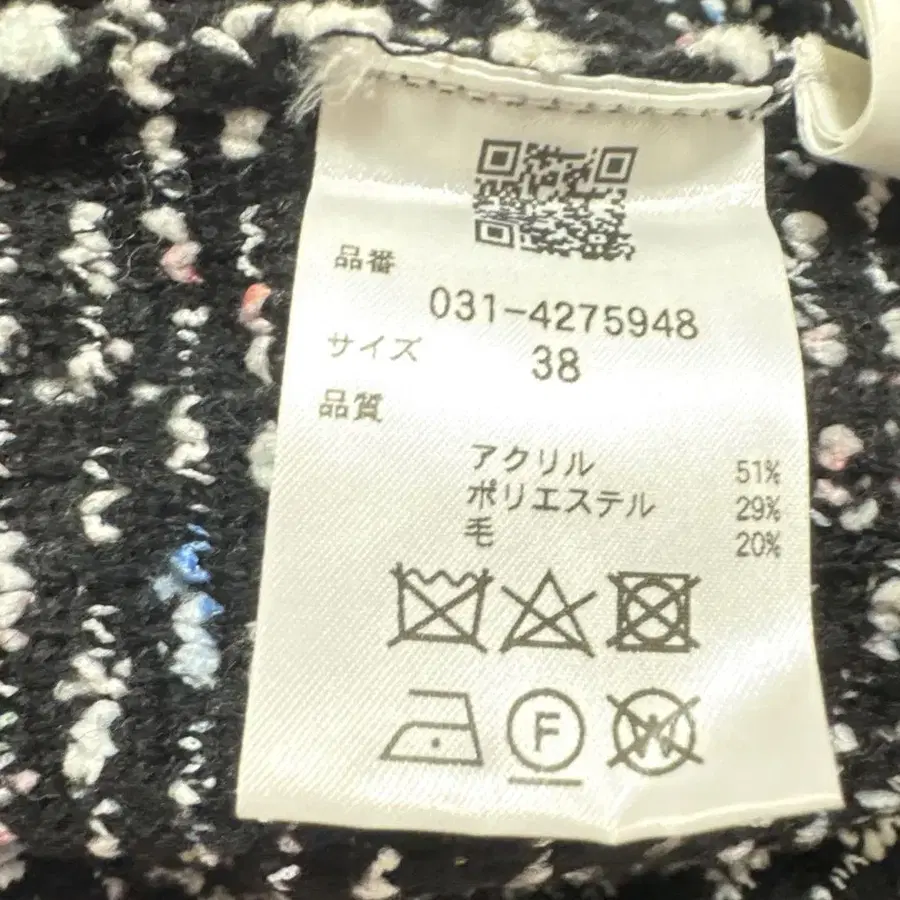 品番
031-4275948
サイズ 38
品質
アクリル 51%
ポリエステル 29%
毛 20%
F W